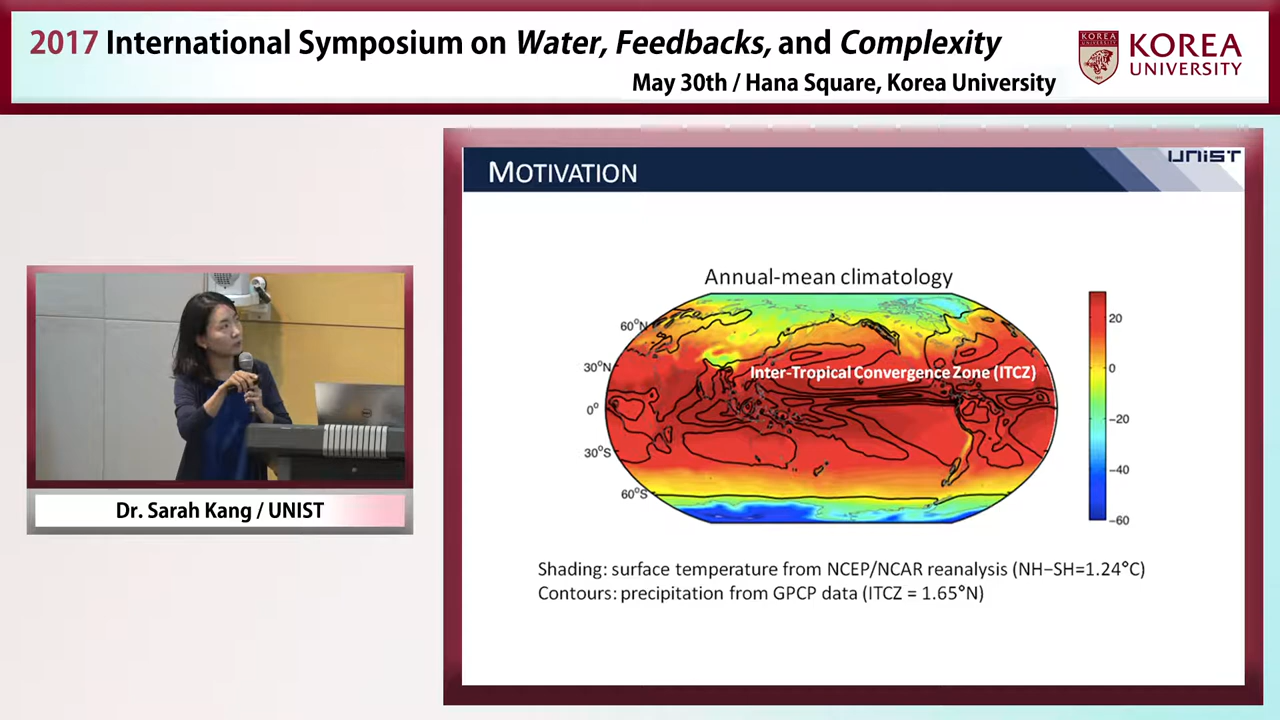 2017 International Symposium on Water, Feedbacks, and Complexity
May 30th / Hana Square, Korea University
KOREA
UNIVERSITY
MOTIVATION
UNIST
Annual-mean climatology
60°N
30°N
0°
30°S
60°S
Inter-Tropical Convergence Zone (ITCZ)
20
0
−20
−40
−60
Shading: surface temperature from NCEP/NCAR reanalysis (NH−SH=1.24°C)
Contours: precipitation from GPCP data (ITCZ = 1.65°N)
Dr. Sarah Kang / UNIST